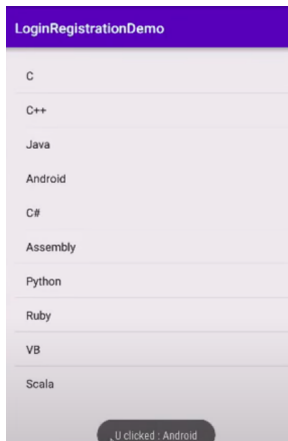 LoginRegistrationDemo
C
C++
Java
Android
C#
Assembly
Python
Ruby
VB
Scala
U clicked : Android